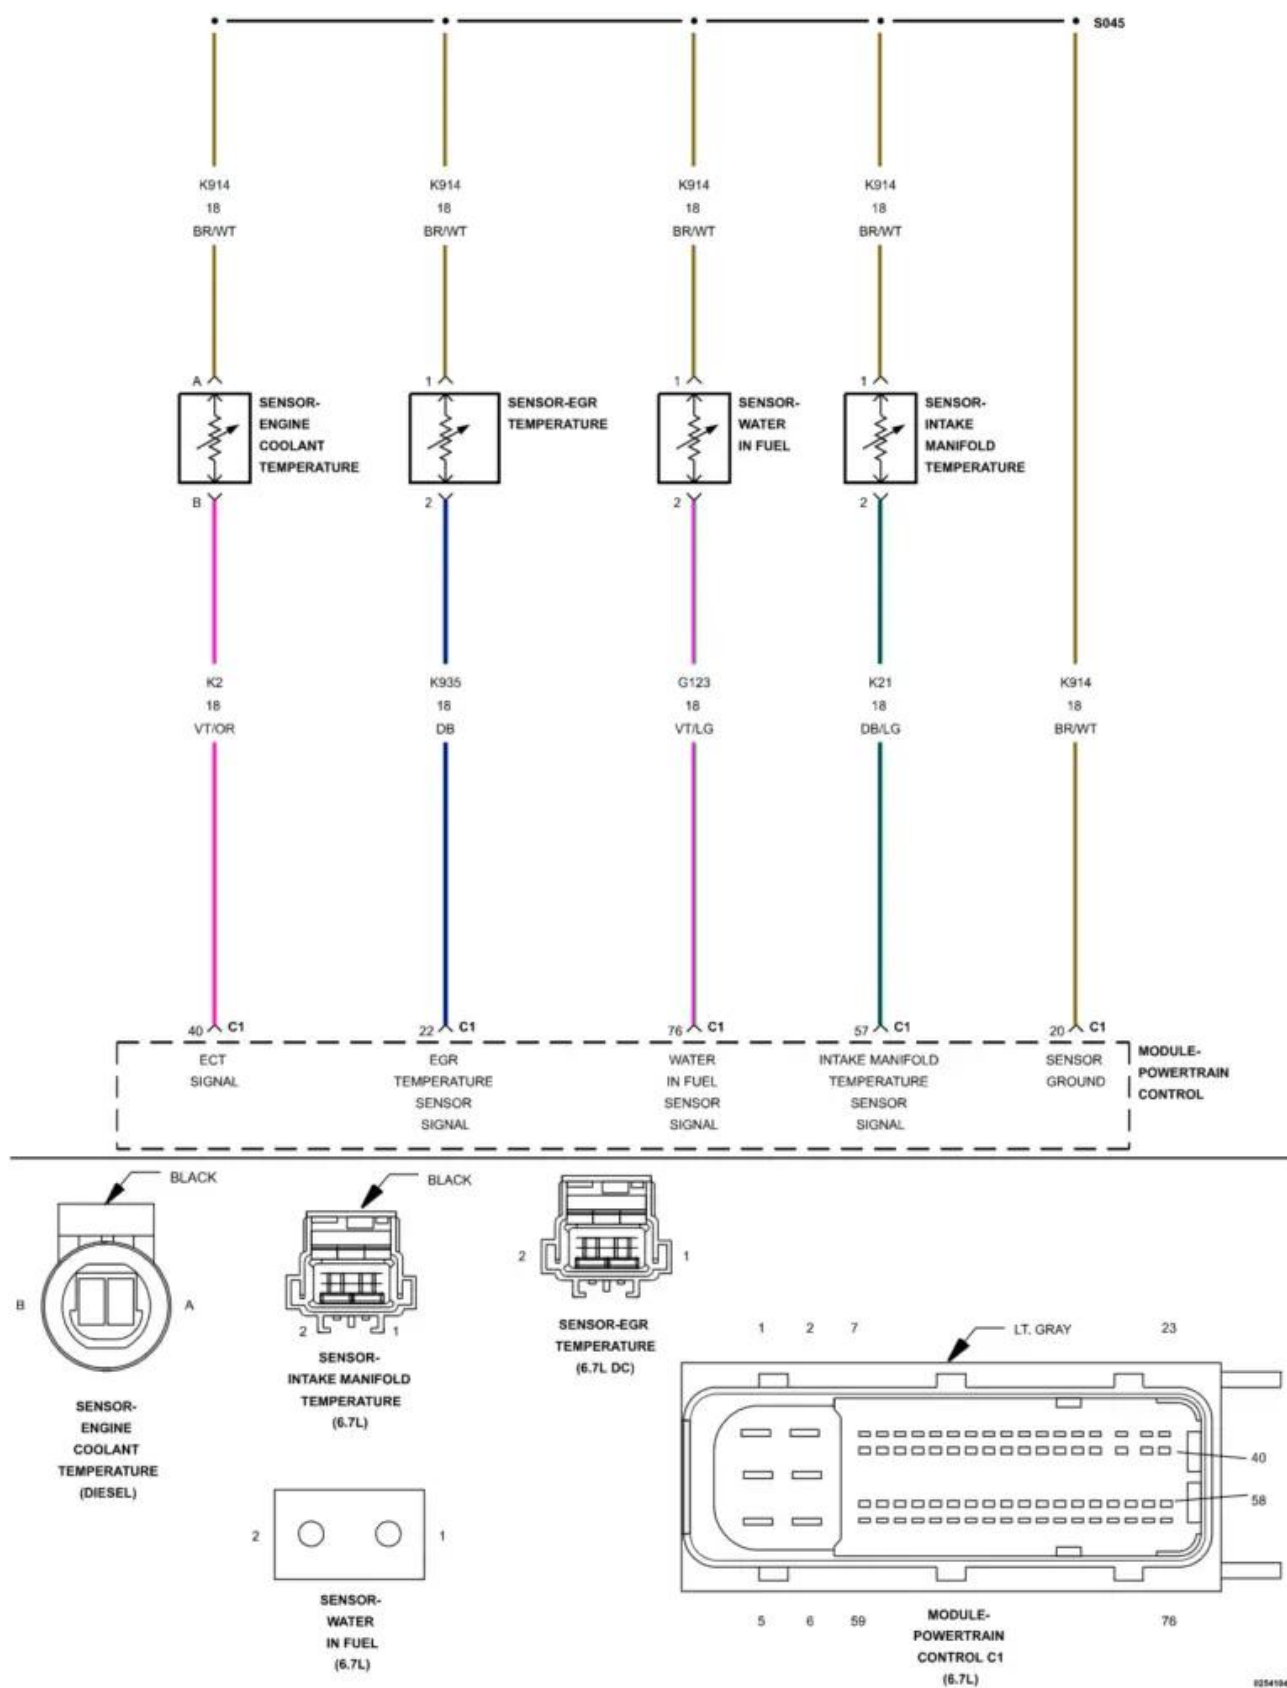 S045
K914 K914 K914 K914
18 18 18 18
BR/WT BR/WT BR/WT BR/WT
A 1 1 1
SENSOR-
ENGINE
COOLANT
TEMPERATURE
SENSOR-EGR
TEMPERATURE
SENSOR-
WATER
IN FUEL
SENSOR-
INTAKE
MANIFOLD
TEMPERATURE
B 2 2 2
K2 K935 G123 K21 K914
18 18 18 18 18
VT/OR DB VT/LG DB/LG BR/WT
40 C1 22 C1 76 C1 57 C1 20 C1
ECT
SIGNAL
EGR
TEMPERATURE
SENSOR
SIGNAL
WATER
IN FUEL
SENSOR
SIGNAL
INTAKE MANIFOLD
TEMPERATURE
SENSOR
SIGNAL
SENSOR
GROUND
MODULE-
POWERTRAIN
CONTROL
BLACK
B A
SENSOR-
ENGINE
COOLANT
TEMPERATURE
(DIESEL)
BLACK
2 1
SENSOR-
INTAKE MANIFOLD
TEMPERATURE
(6.7L)
2 1
SENSOR-EGR
TEMPERATURE
(6.7L DC)
2 1
SENSOR-
WATER
IN FUEL
(6.7L)
1 2 7 LT. GRAY 23
40
58
5 6 59 76
MODULE-
POWERTRAIN
CONTROL C1
(6.7L)